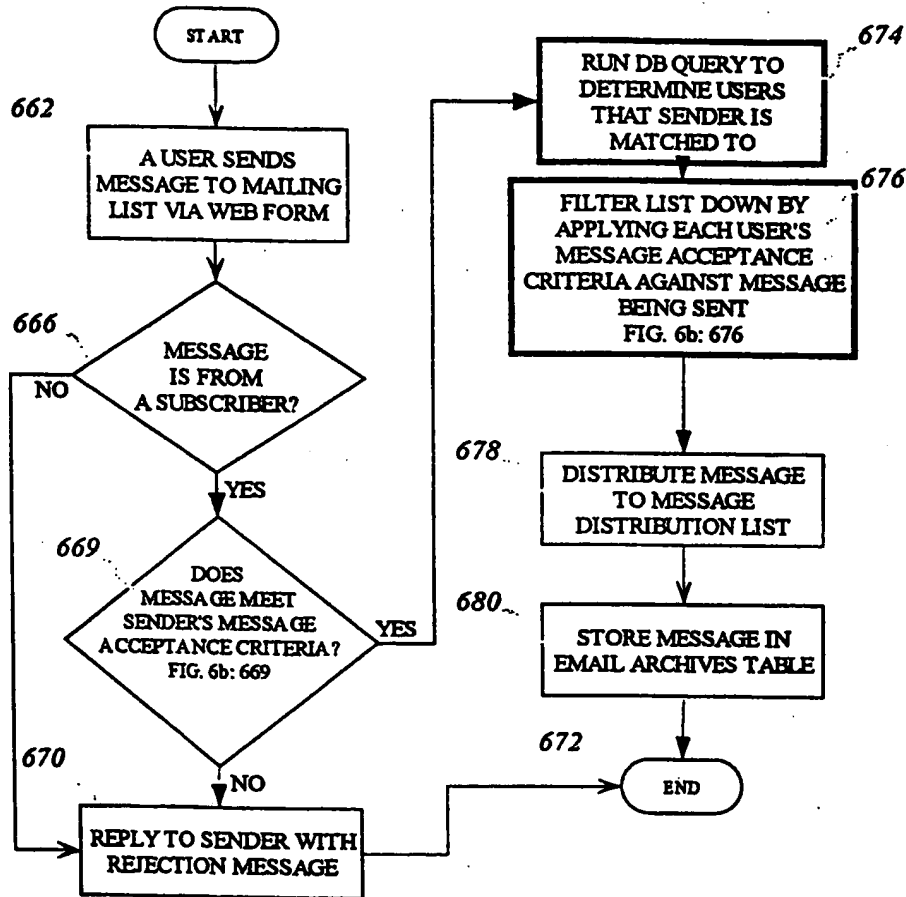 START
662
A USER SENDS
MESSAGE TO MAILING
LIST VIA WEB FORM
666
MESSAGE
IS FROM
A SUBSCRIBER?
NO
YES
669
DOES
MESSAGE MEET
SENDER'S MESSAGE
ACCEPTANCE CRITERIA?
FIG. 6b: 669
YES
NO
670
REPLY TO SENDER WITH
REJECTION MESSAGE
674
RUN DB QUERY TO
DETERMINE USERS
THAT SENDER IS
MATCHED TO
676
FILTER LIST DOWN BY
APPLYING EACH USER'S
MESSAGE ACCEPTANCE
CRITERIA AGAINST MESSAGE
BEING SENT
FIG. 6b: 676
678
DISTRIBUTE MESSAGE
TO MESSAGE
DISTRIBUTION LIST
680
STORE MESSAGE IN
EMAIL ARCHIVES TABLE
672
END